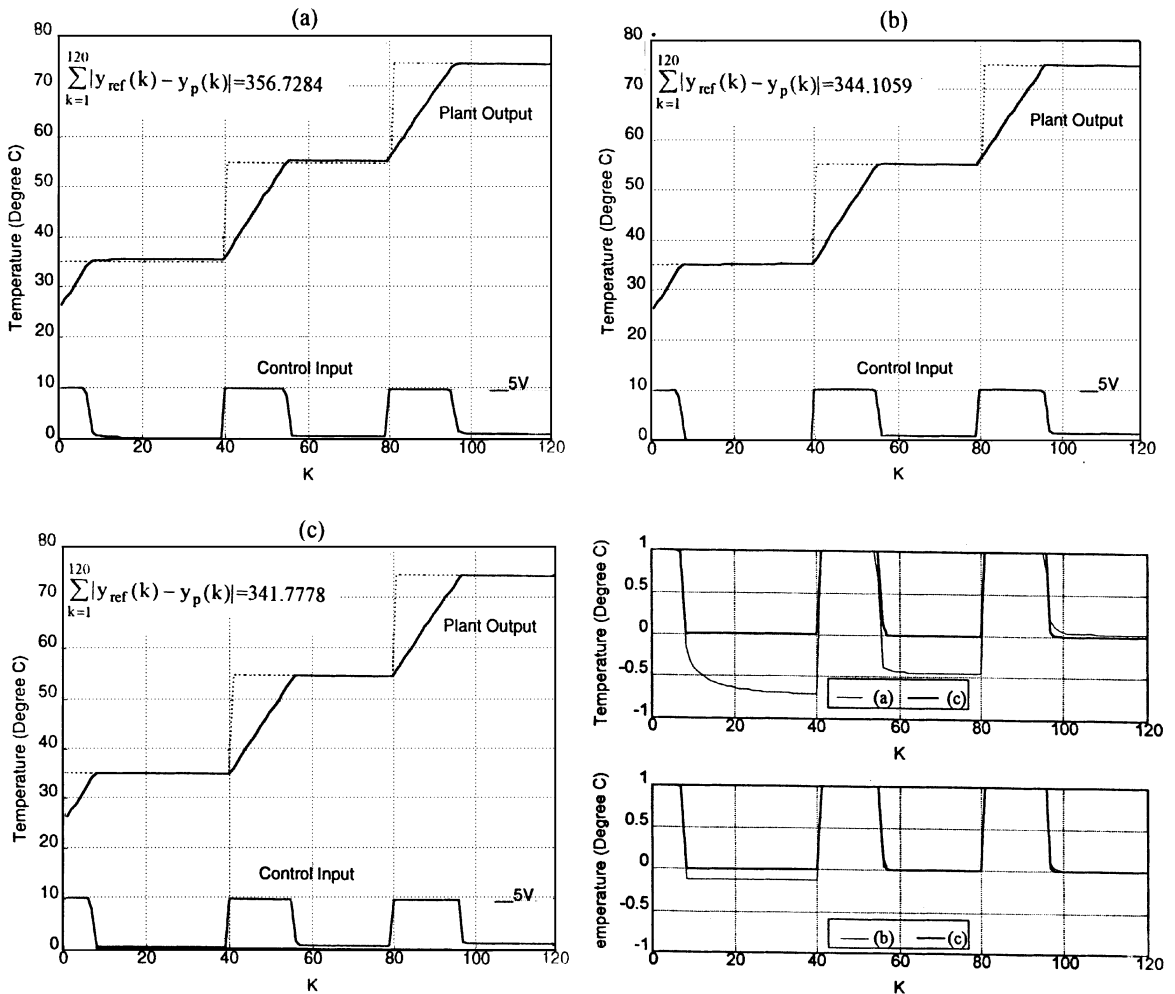 (a)
80
70
60
50
40
30
20
10
0
Temperature (Degree C)
120
∑|y_ref(k) − y_p(k)|=356.7284
k=1
Plant Output
Control Input
5V
0 20 40 60 80 100 120
K
(b)
80
70
60
50
40
30
20
10
0
Temperature (Degree C)
120
∑|y_ref(k) − y_p(k)|=344.1059
k=1
Plant Output
Control Input
5V
0 20 40 60 80 100 120
K
(c)
80
70
60
50
40
30
20
10
0
Temperature (Degree C)
120
∑|y_ref(k) − y_p(k)|=341.7778
k=1
Plant Output
Control Input
5V
0 20 40 60 80 100 120
K
1
0.5
0
-0.5
-1
Temperature (Degree C)
(a) (c)
0 20 40 60 80 100 120
K
1
0.5
0
-0.5
-1
emperature (Degree C)
(b) (c)
0 20 40 60 80 100 120
K